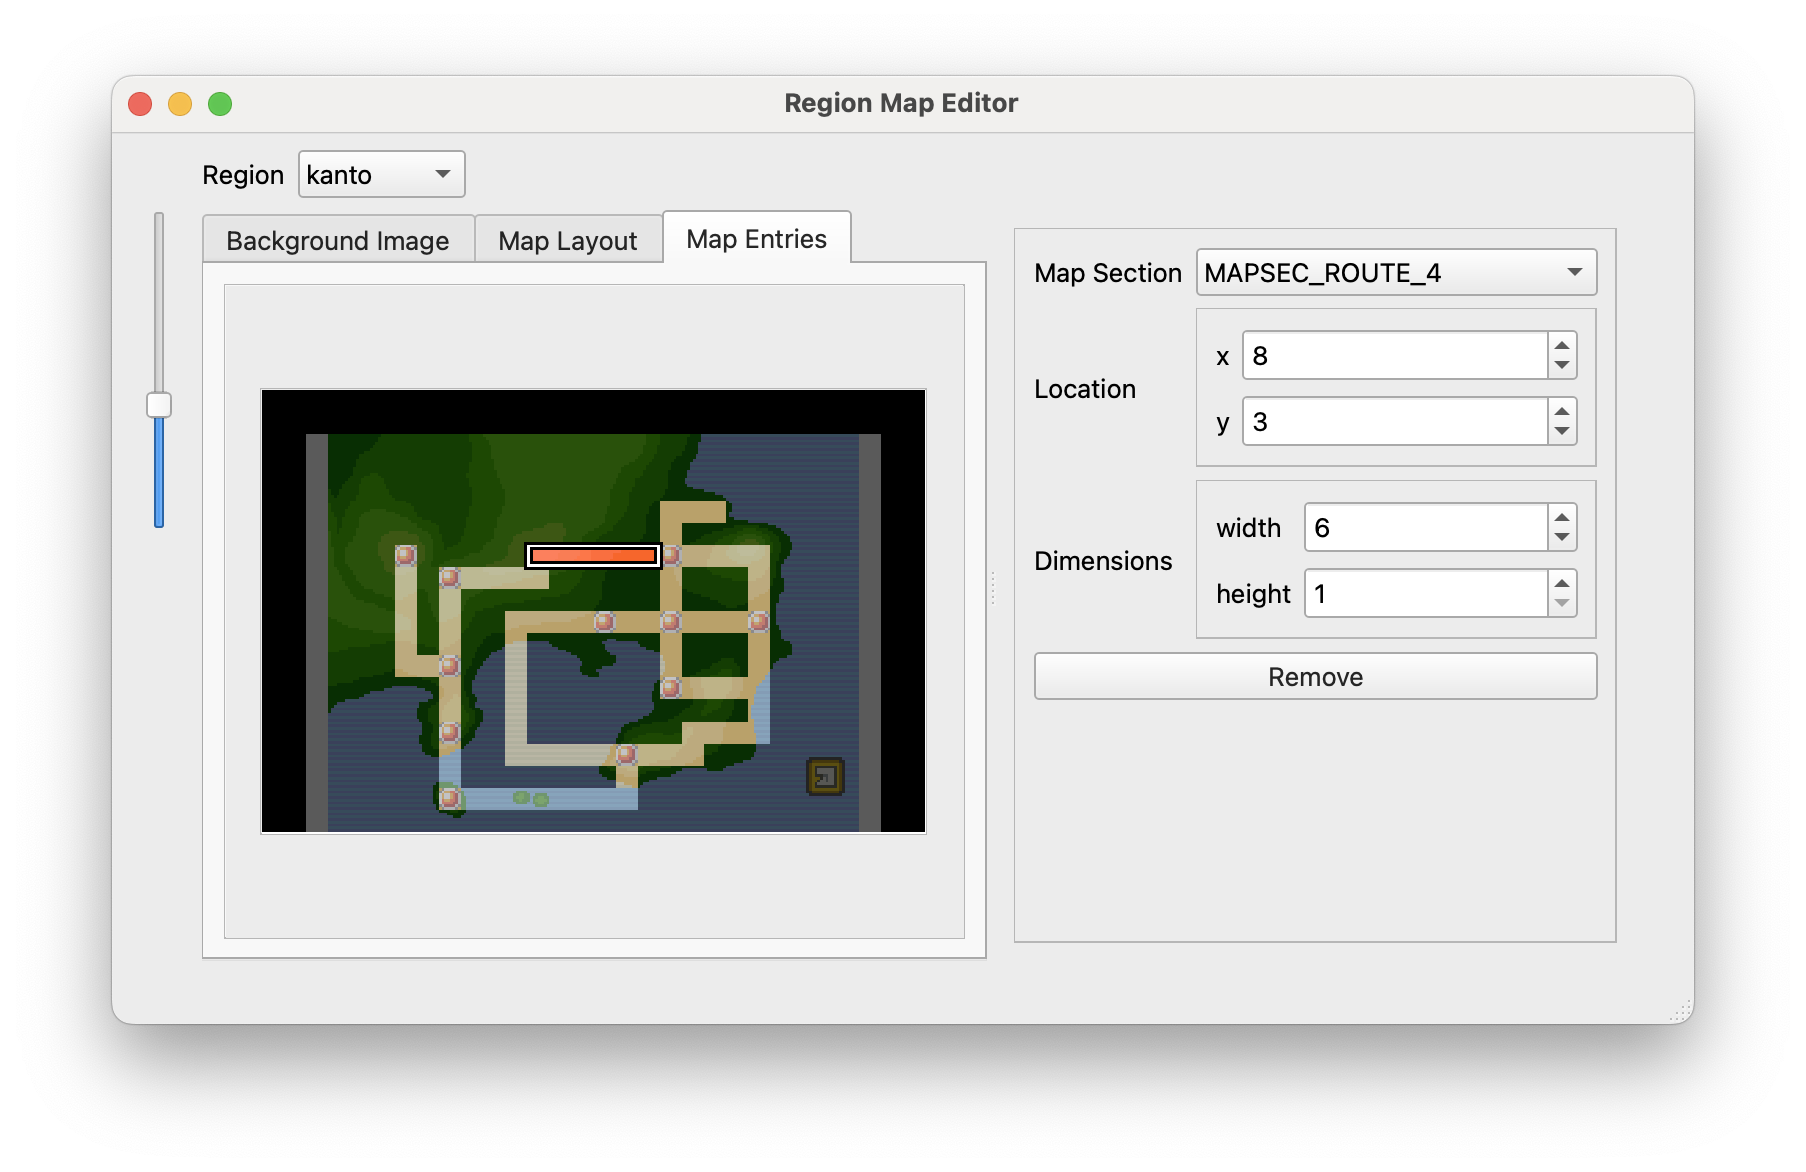 Region Map Editor
Region kanto
Background Image Map Layout Map Entries
Map Section MAPSEC_ROUTE_4
Location
x 8
y 3
Dimensions
width 6
height 1
Remove